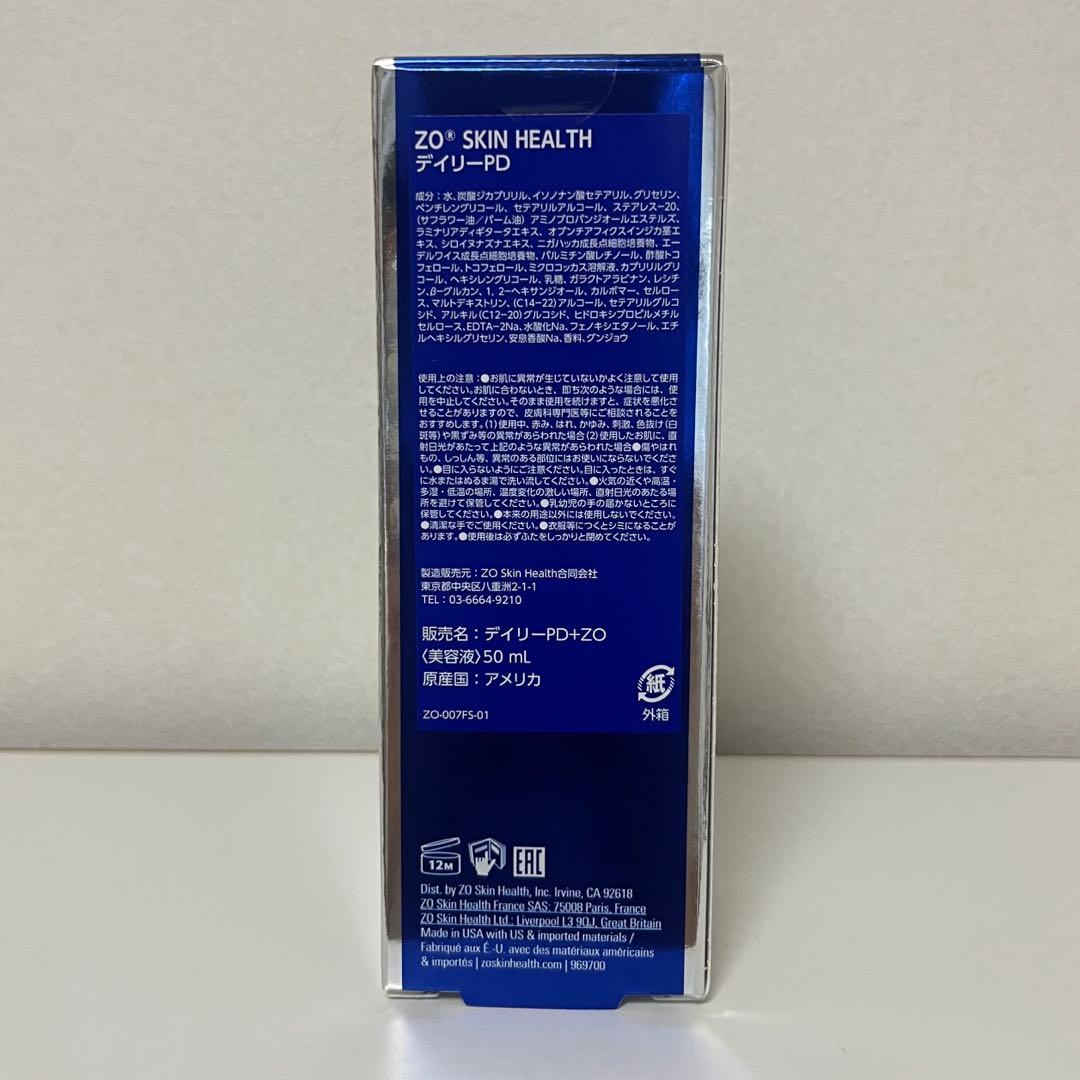 ZO® SKIN HEALTH
デイリーPD
成分：水、炭酸ジカプリリル、イソノナン酸セテアリル、グリセリン、
ペンチレングリコール、セテアリルアルコール、ステアレス-20、
(サフラワー油／パーム油) アミノプロパンジオールエステルズ、
ラミナリアディギタータエキス、オプンチアフィクスインジカ茎エ
キス、シロイヌナズナエキス、ニガハッカ成長点細胞培養物、エー
デルワイス成長点細胞培養物、パルミチン酸レチノール、酢酸トコ
フェロール、トコフェロール、ミクロコッカス溶解液、カプリリルグリ
コール、ヘキシレングリコール、乳糖、ガラクトアラビナン、レシチ
ン、β-グルカン、1, 2-ヘキサンジオール、カルボマー、セルロー
ス、マルトデキストリン、(C14-22)アルコール、セテアリルグルコ
シド、アルキル(C12-20)グルコシド、ヒドロキシプロピルメチル
セルロース、EDTA-2Na、水酸化Na、フェノキシエタノール、エチ
ルヘキシルグリセリン、安息香酸Na、香料、グンジョウ
使用上の注意：●お肌に異常が生じていないかよく注意して使用
してください。お肌に合わないとき、即ち次のような場合には、使
用を中止してください。そのまま使用を続けますと、症状を悪化さ
せることがありますので、皮膚科専門医等にご相談されることを
おすすめします。(1)使用中、赤み、はれ、かゆみ、刺激、色抜け(白
斑等)や黒ずみ等の異常があらわれた場合(2)使用したお肌に、直
射日光があたって上記のような異常があらわれた場合●傷やはれ
もの、しっしん等、異常のある部位にはお使いにならないでくださ
い。●目に入らないようにご注意ください。目に入ったときは、すぐ
に水またはぬるま湯で洗い流してください。●火気の近くや高温・
多湿・低温の場所、温度変化の激しい場所、直射日光のあたる場
所を避けて保管してください。●乳幼児の手の届かないところに
保管してください。●本来の用途以外には使用しないでください。
●清潔な手でご使用ください。●衣服等につくとシミになることが
あります。●使用後は必ずふたをしっかりと閉めてください。
製造販売元：ZO Skin Health合同会社
東京都中央区八重洲2-1-1
TEL：03-6664-9210
販売名：デイリーPD+ZO
〈美容液〉50 mL
原産国：アメリカ
紙
ZO-007FS-01
外箱
12M
EAC
Dist. by ZO Skin Health, Inc. Irvine, CA 92618
ZO Skin Health France SAS: 75008 Paris, France
ZO Skin Health Ltd.: Liverpool L3 9QJ, Great Britain
Made in USA with US & imported materials /
Fabriqué aux É.-U. avec des matériaux américains
& importés | zoskinhealth.com | 969700